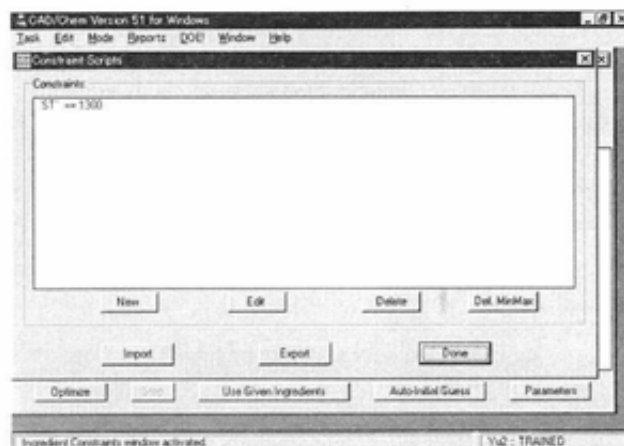 CAD/Chem Version 51 for Windows
Task Edit Mode Reports DOE! Window Help
Constraint Scripts
Constraints
"ST" == 1300
New Edit Delete Def. MinMax
Import Export Done
Optimize Use Given Ingredients Auto-Initial Guess Parameters
Ingredient Constraints window activated. Yu2 :: TRAINED